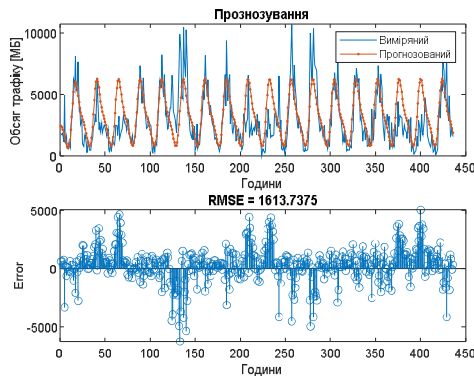 Прогнозування
Обсяг трафіку [МБ]
10000
5000
0
Виміряний
Прогнозований
0 50 100 150 200 250 300 350 400 450
Години
RMSE = 1613.7375
Error
5000
0
-5000
0 50 100 150 200 250 300 350 400 450
Години